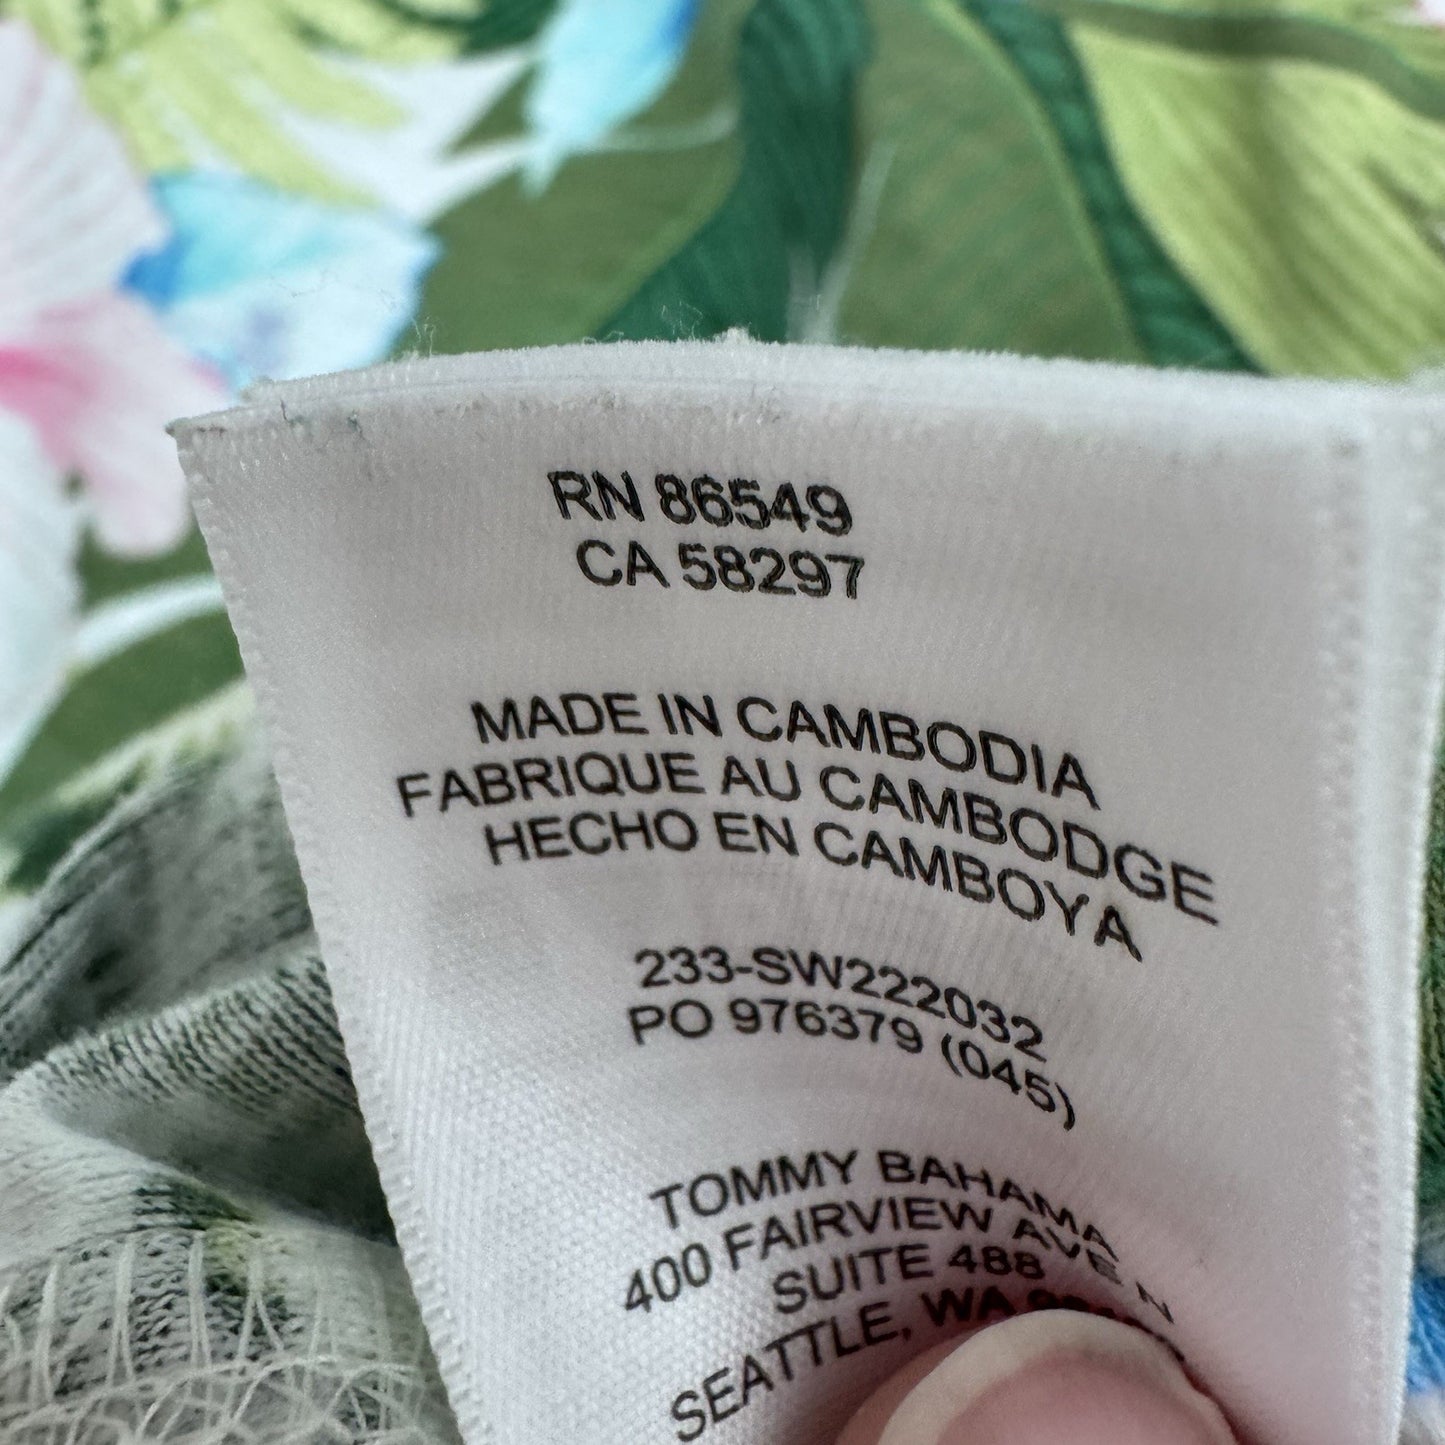 RN 86549
CA 58297
MADE IN CAMBODIA
FABRIQUE AU CAMBODGE
HECHO EN CAMBOYA
233-SW222032
PO 976379 (045)
TOMMY BAHAMA
400 FAIRVIEW AVE N
SUITE 488
SEATTLE, WA